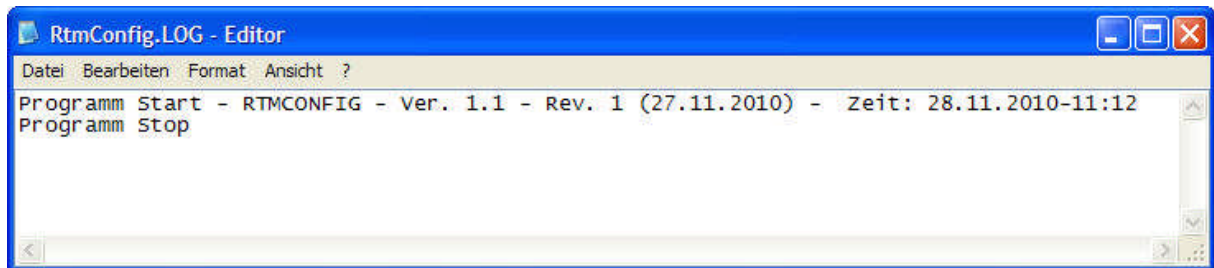 RtmConfig.LOG - Editor
Datei Bearbeiten Format Ansicht ?
Programm Start - RTMCONFIG - Ver. 1.1 - Rev. 1 (27.11.2010) -  Zeit: 28.11.2010-11:12
Programm Stop